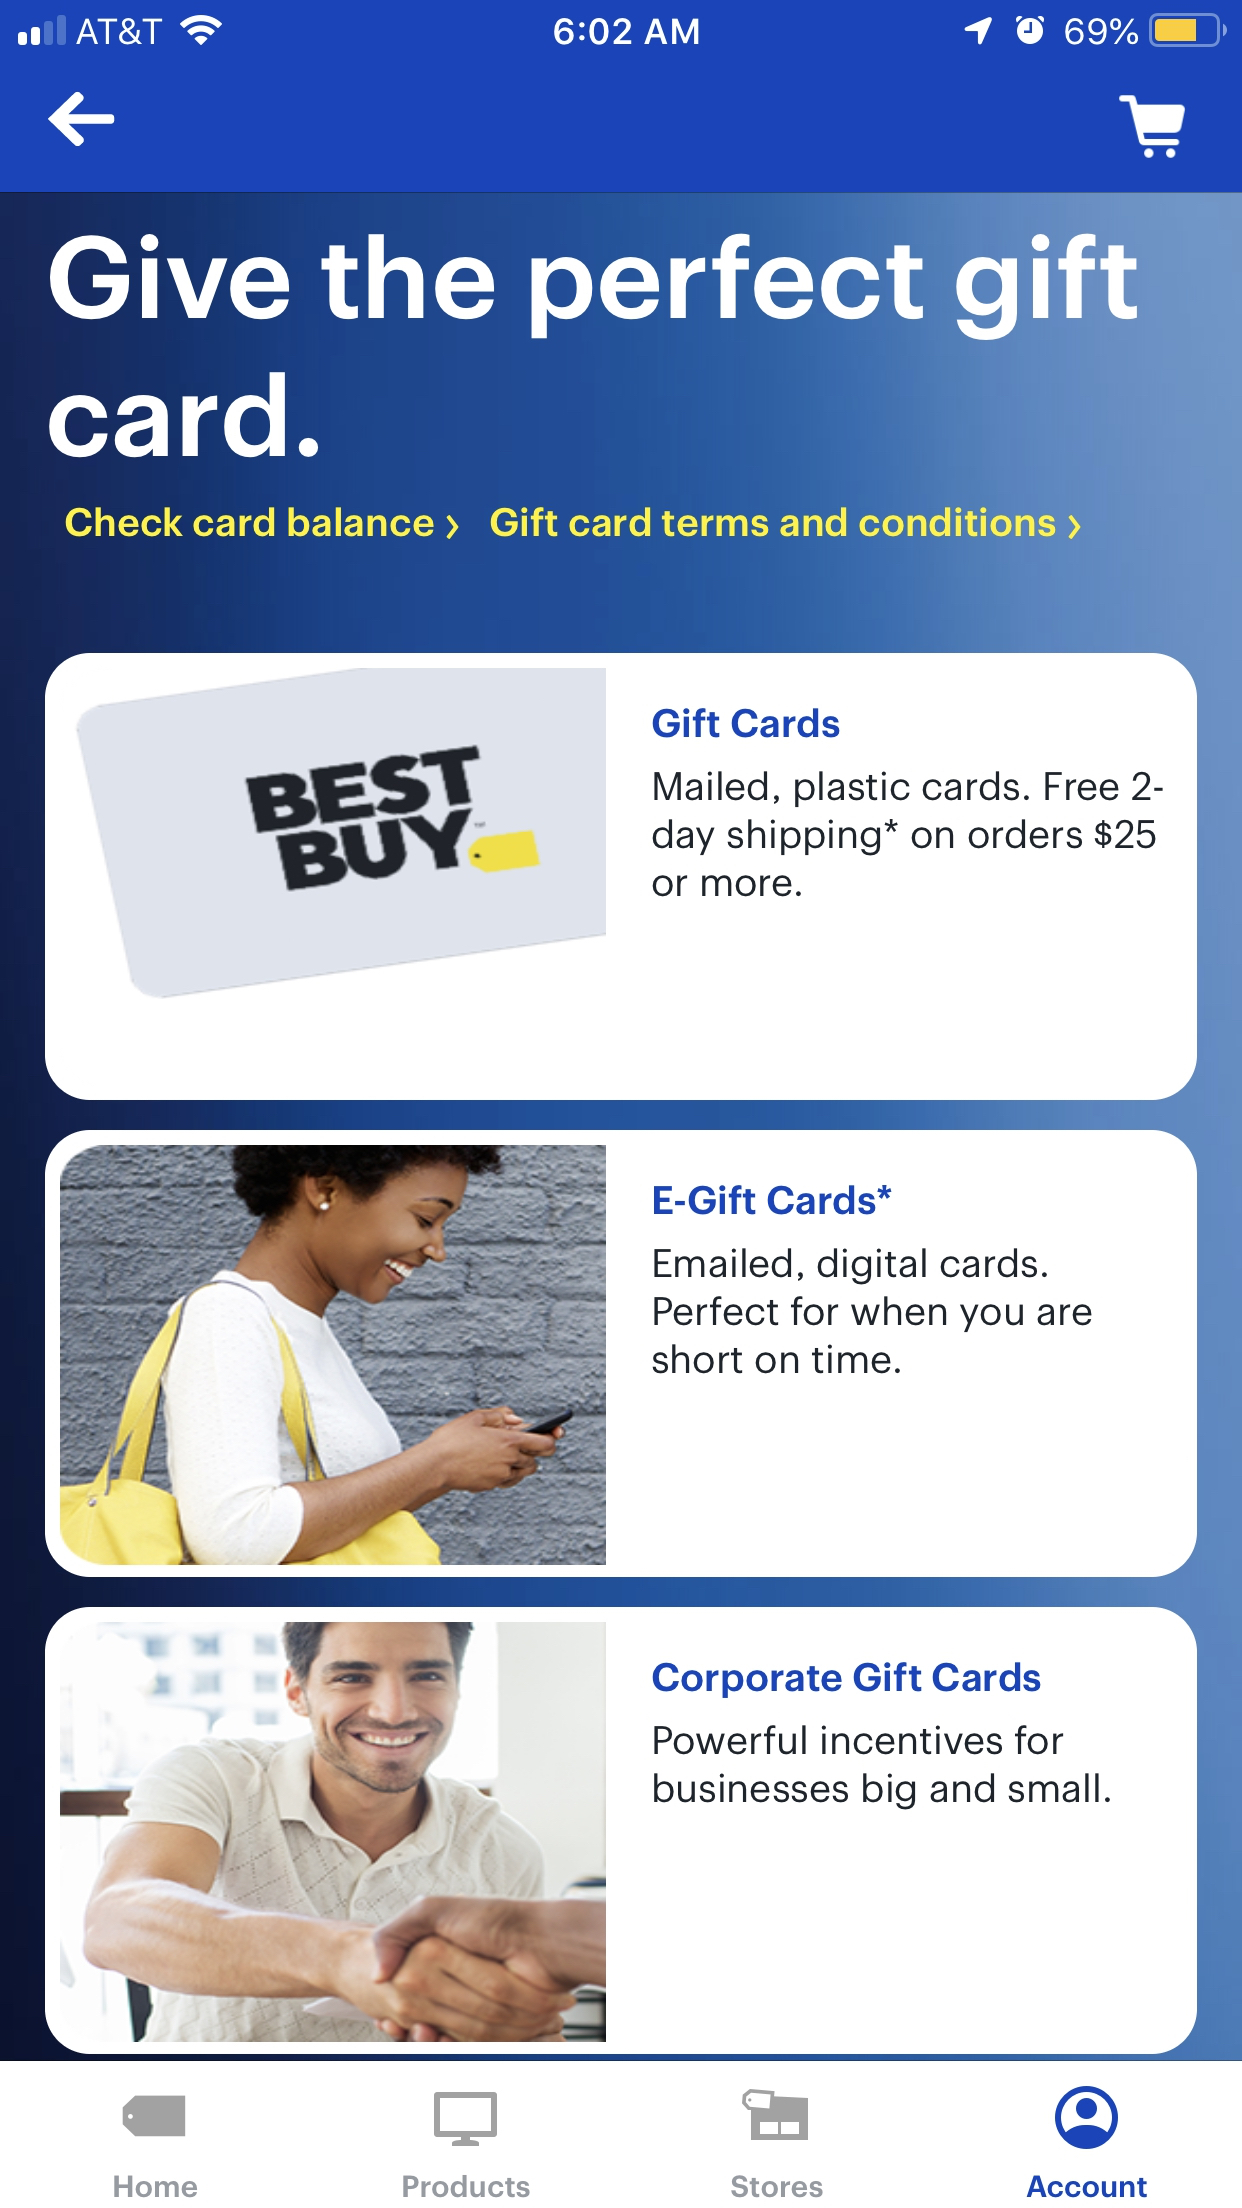 AT&T 6:02 AM 69%
Give the perfect gift
card.
Check card balance › Gift card terms and conditions ›
BEST
BUY™
Gift Cards
Mailed, plastic cards. Free 2-
day shipping* on orders $25
or more.
E-Gift Cards*
Emailed, digital cards.
Perfect for when you are
short on time.
Corporate Gift Cards
Powerful incentives for
businesses big and small.
Home Products Stores Account